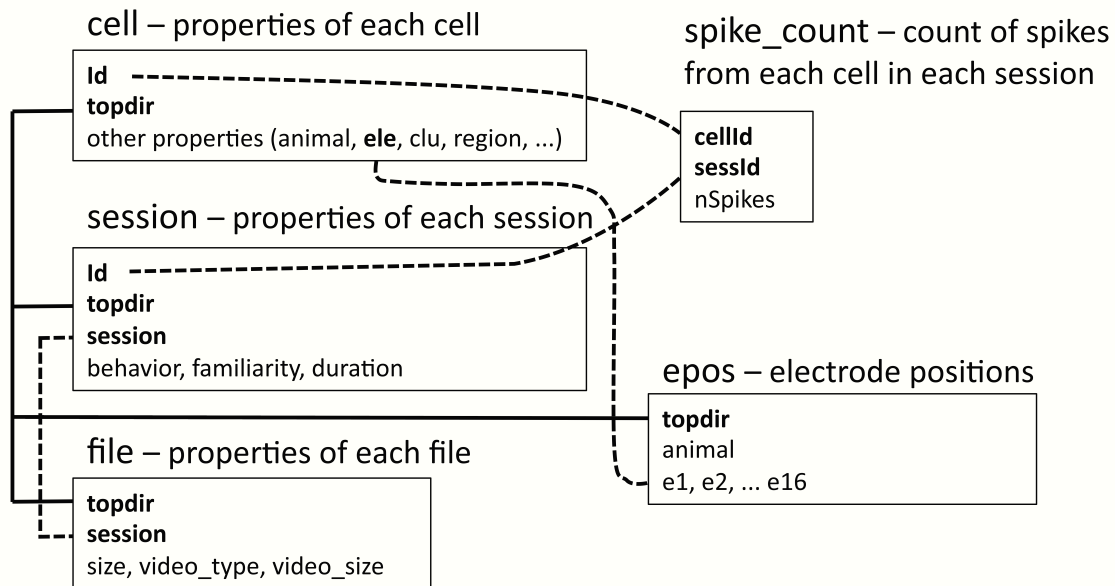 cell – properties of each cell
Id
topdir
other properties (animal, ele, clu, region, ...)
spike_count – count of spikes
from each cell in each session
cellId
sessId
nSpikes
session – properties of each session
Id
topdir
session
behavior, familiarity, duration
epos – electrode positions
topdir
animal
e1, e2, ... e16
file – properties of each file
topdir
session
size, video_type, video_size